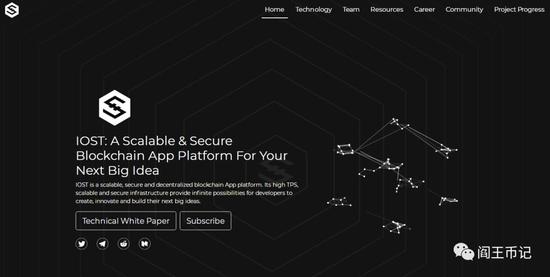 Home Technology Team Resources Career Community Project Progress
IOST: A Scalable & Secure
Blockchain App Platform For Your
Next Big Idea
IOST is a scalable, secure and decentralized blockchain App platform. Its high TPS,
scalable and secure infrastructure provide infinite possibilities for developers to
create, innovate and build their next big ideas.
Technical White Paper Subscribe
阎王币记